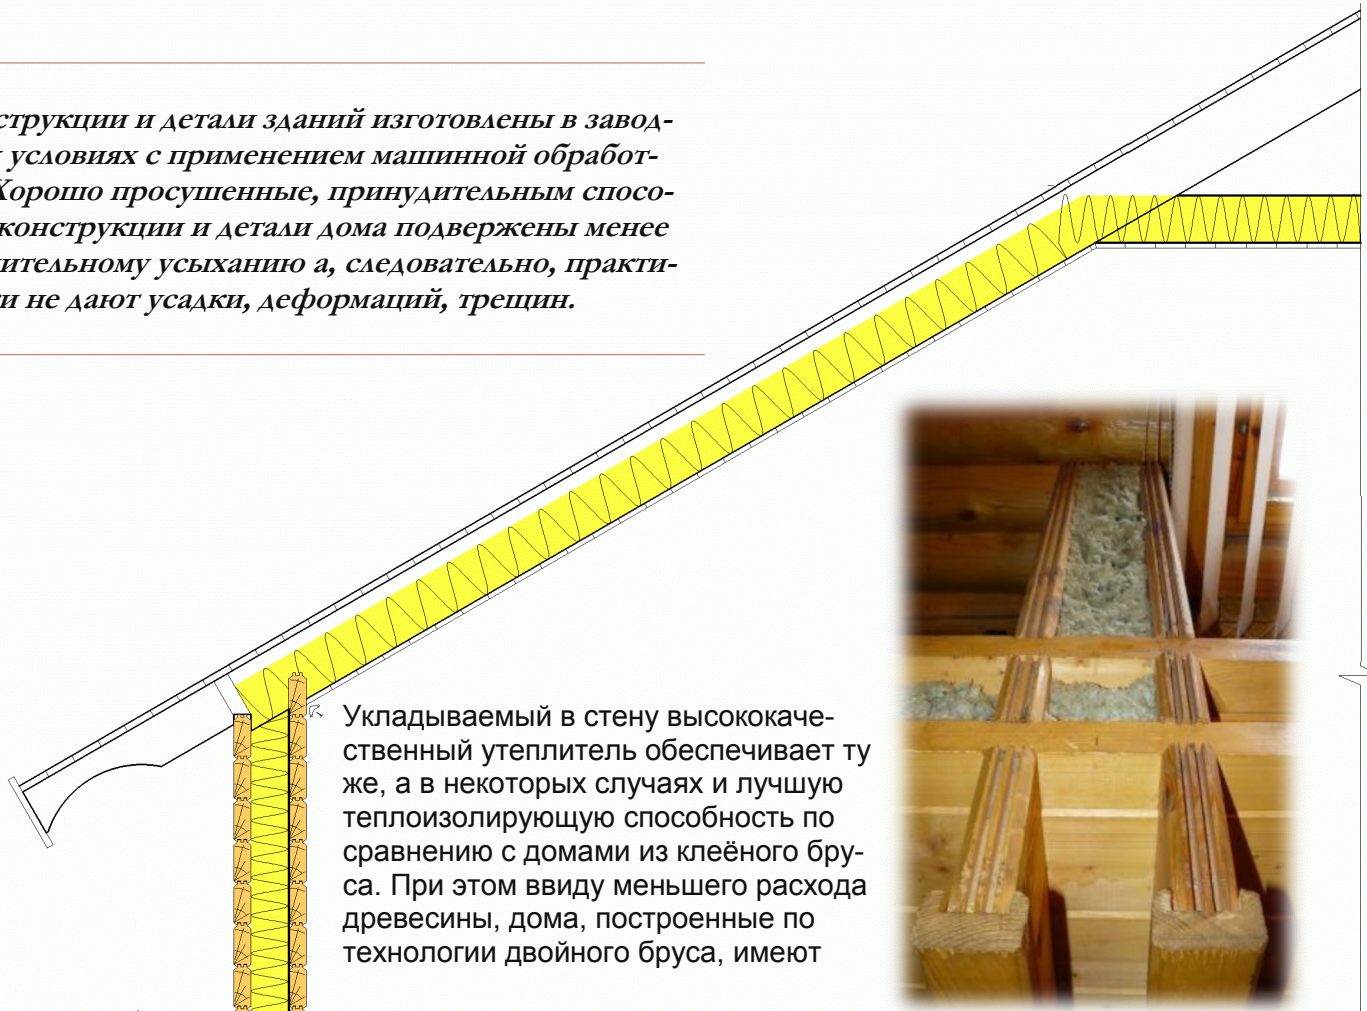 струкции и детали зданий изготовлены в завод-
условиях с применением машинной обработ-
Хорошо просушенные, принудительным спосо-
конструкции и детали дома подвержены менее
ительному усыханию а, следовательно, практи-
и не дают усадки, деформаций, трещин.
Укладываемый в стену высококаче-
ственный утеплитель обеспечивает ту
же, а в некоторых случаях и лучшую
теплоизолирующую способность по
сравнению с домами из клеёного бру-
са. При этом ввиду меньшего расхода
древесины, дома, построенные по
технологии двойного бруса, имеют